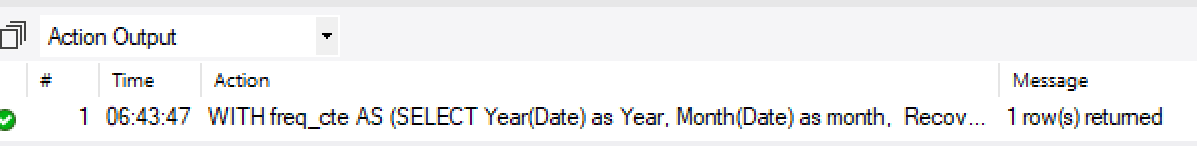 Action Output
# Time Action Message
1 06:43:47 WITH freq_cte AS (SELECT Year(Date) as Year, Month(Date) as month, Recov... 1 row(s) returned